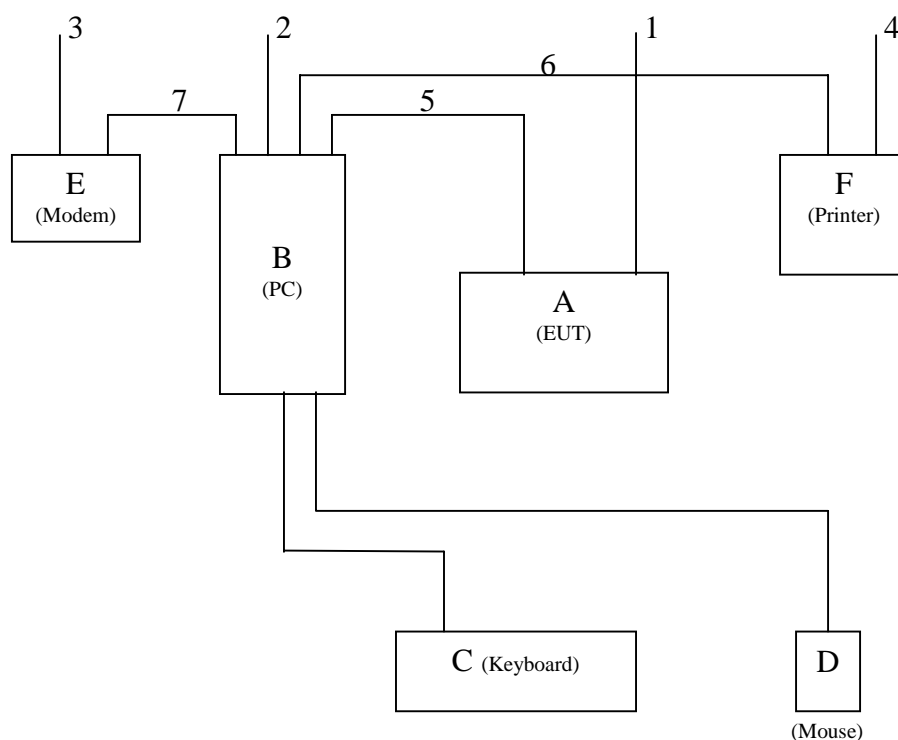 3
2
1
4
6
7
5
E
(Modem)
F
(Printer)
B
(PC)
A
(EUT)
C (Keyboard)
D
(Mouse)